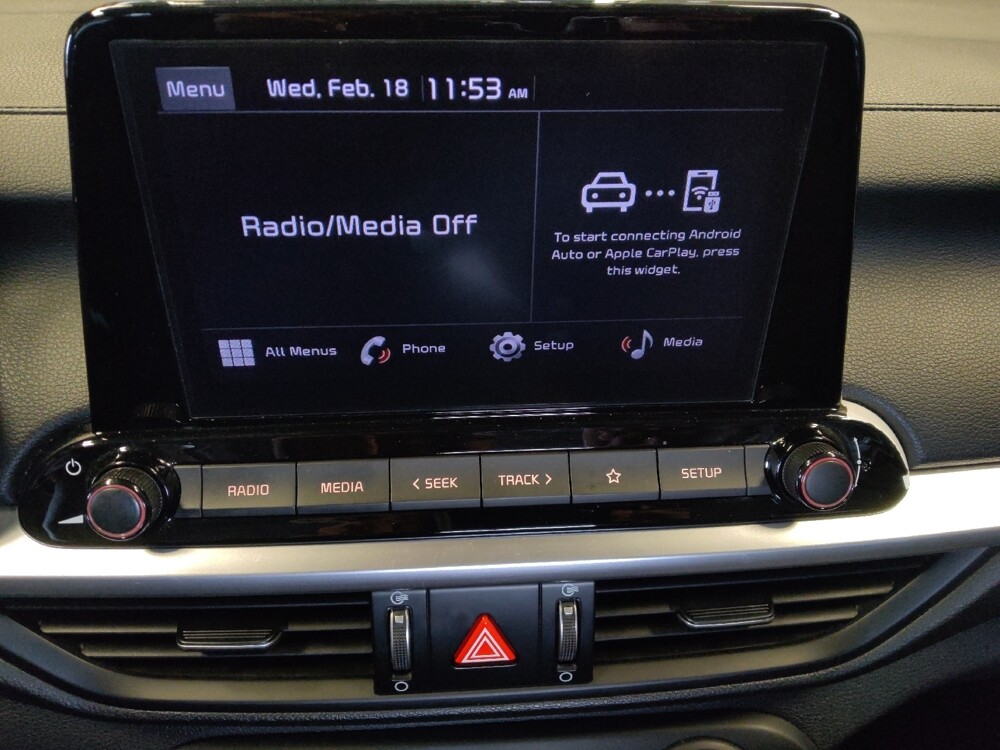 Menu Wed, Feb. 18 11:53 AM
Radio/Media Off
To start connecting Android
Auto or Apple CarPlay, press
this widget.
All Menus Phone Setup Media
RADIO MEDIA < SEEK TRACK > SETUP